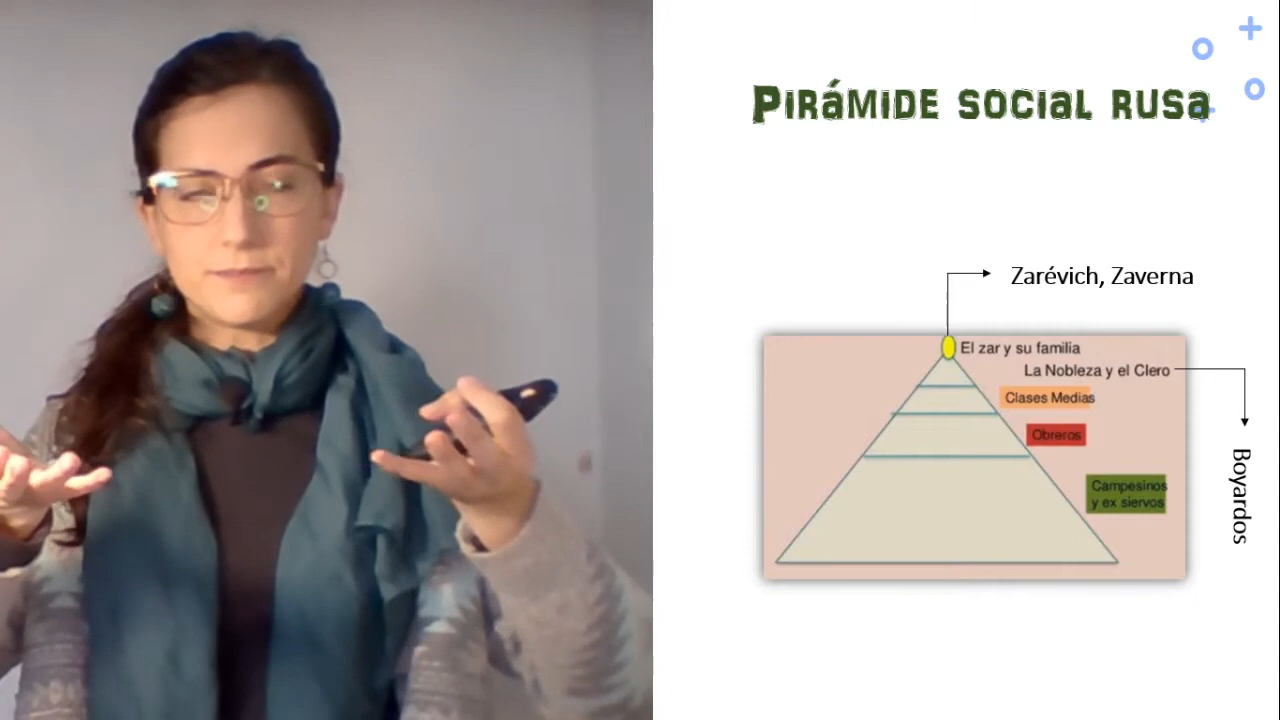 Pirámide social rusa
Zarévich, Zaverna
El zar y su familia
La Nobleza y el Clero
Clases Medias
Obreros
Campesinos
y ex siervos
Boyardos